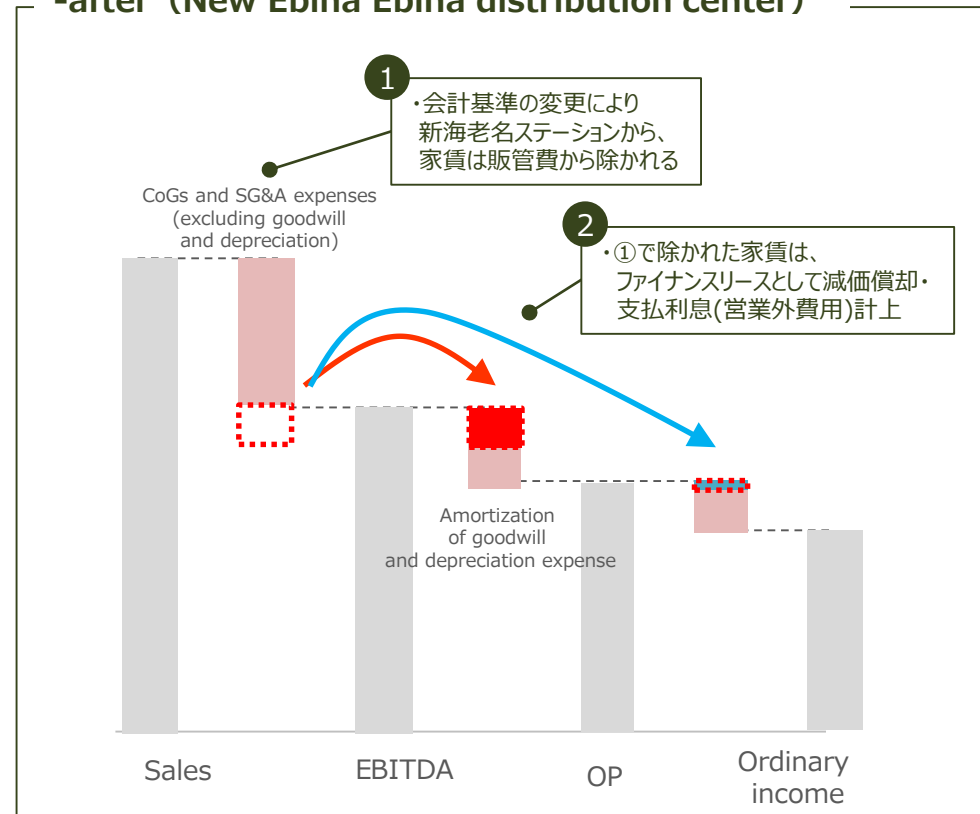 -after（New Ebina Ebina distribution center）
1
・会計基準の変更により
新海老名ステーションから、
家賃は販管費から除かれる
CoGs and SG&A expenses
(excluding goodwill
and depreciation)
2
・①で除かれた家賃は、
ファイナンスリースとして減価償却・
支払利息(営業外費用)計上
Amortization
of goodwill
and depreciation expense
Sales
EBITDA
OP
Ordinary
income